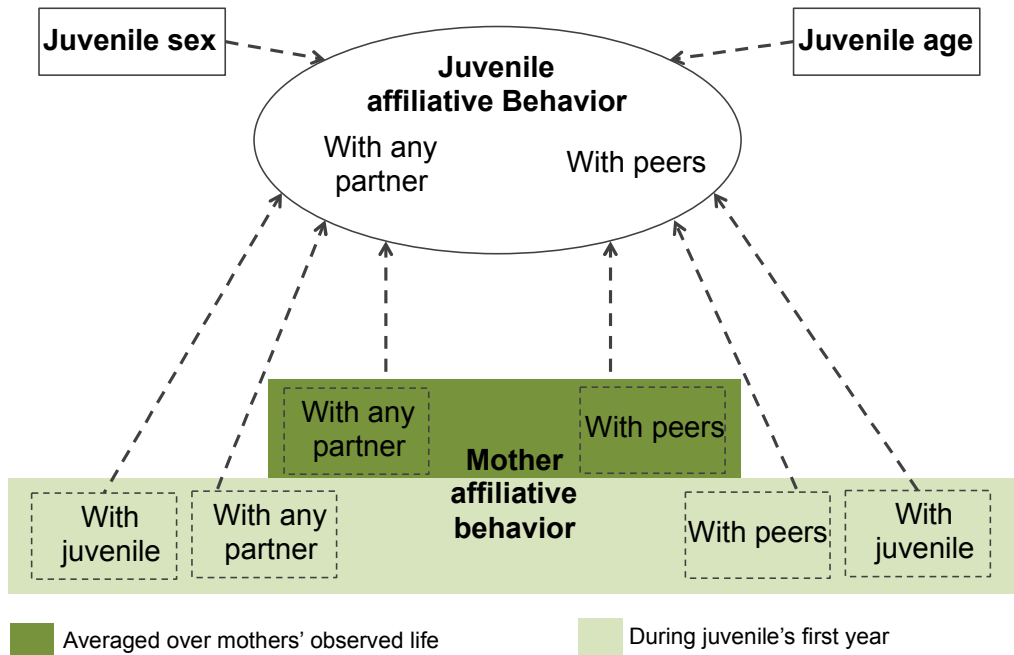 Juvenile sex
Juvenile age
Juvenile
affiliative Behavior
With any
partner
With peers
With any
partner
With peers
Mother
affiliative
behavior
With
juvenile
With any
partner
With peers
With
juvenile
Averaged over mothers' observed life
During juvenile's first year